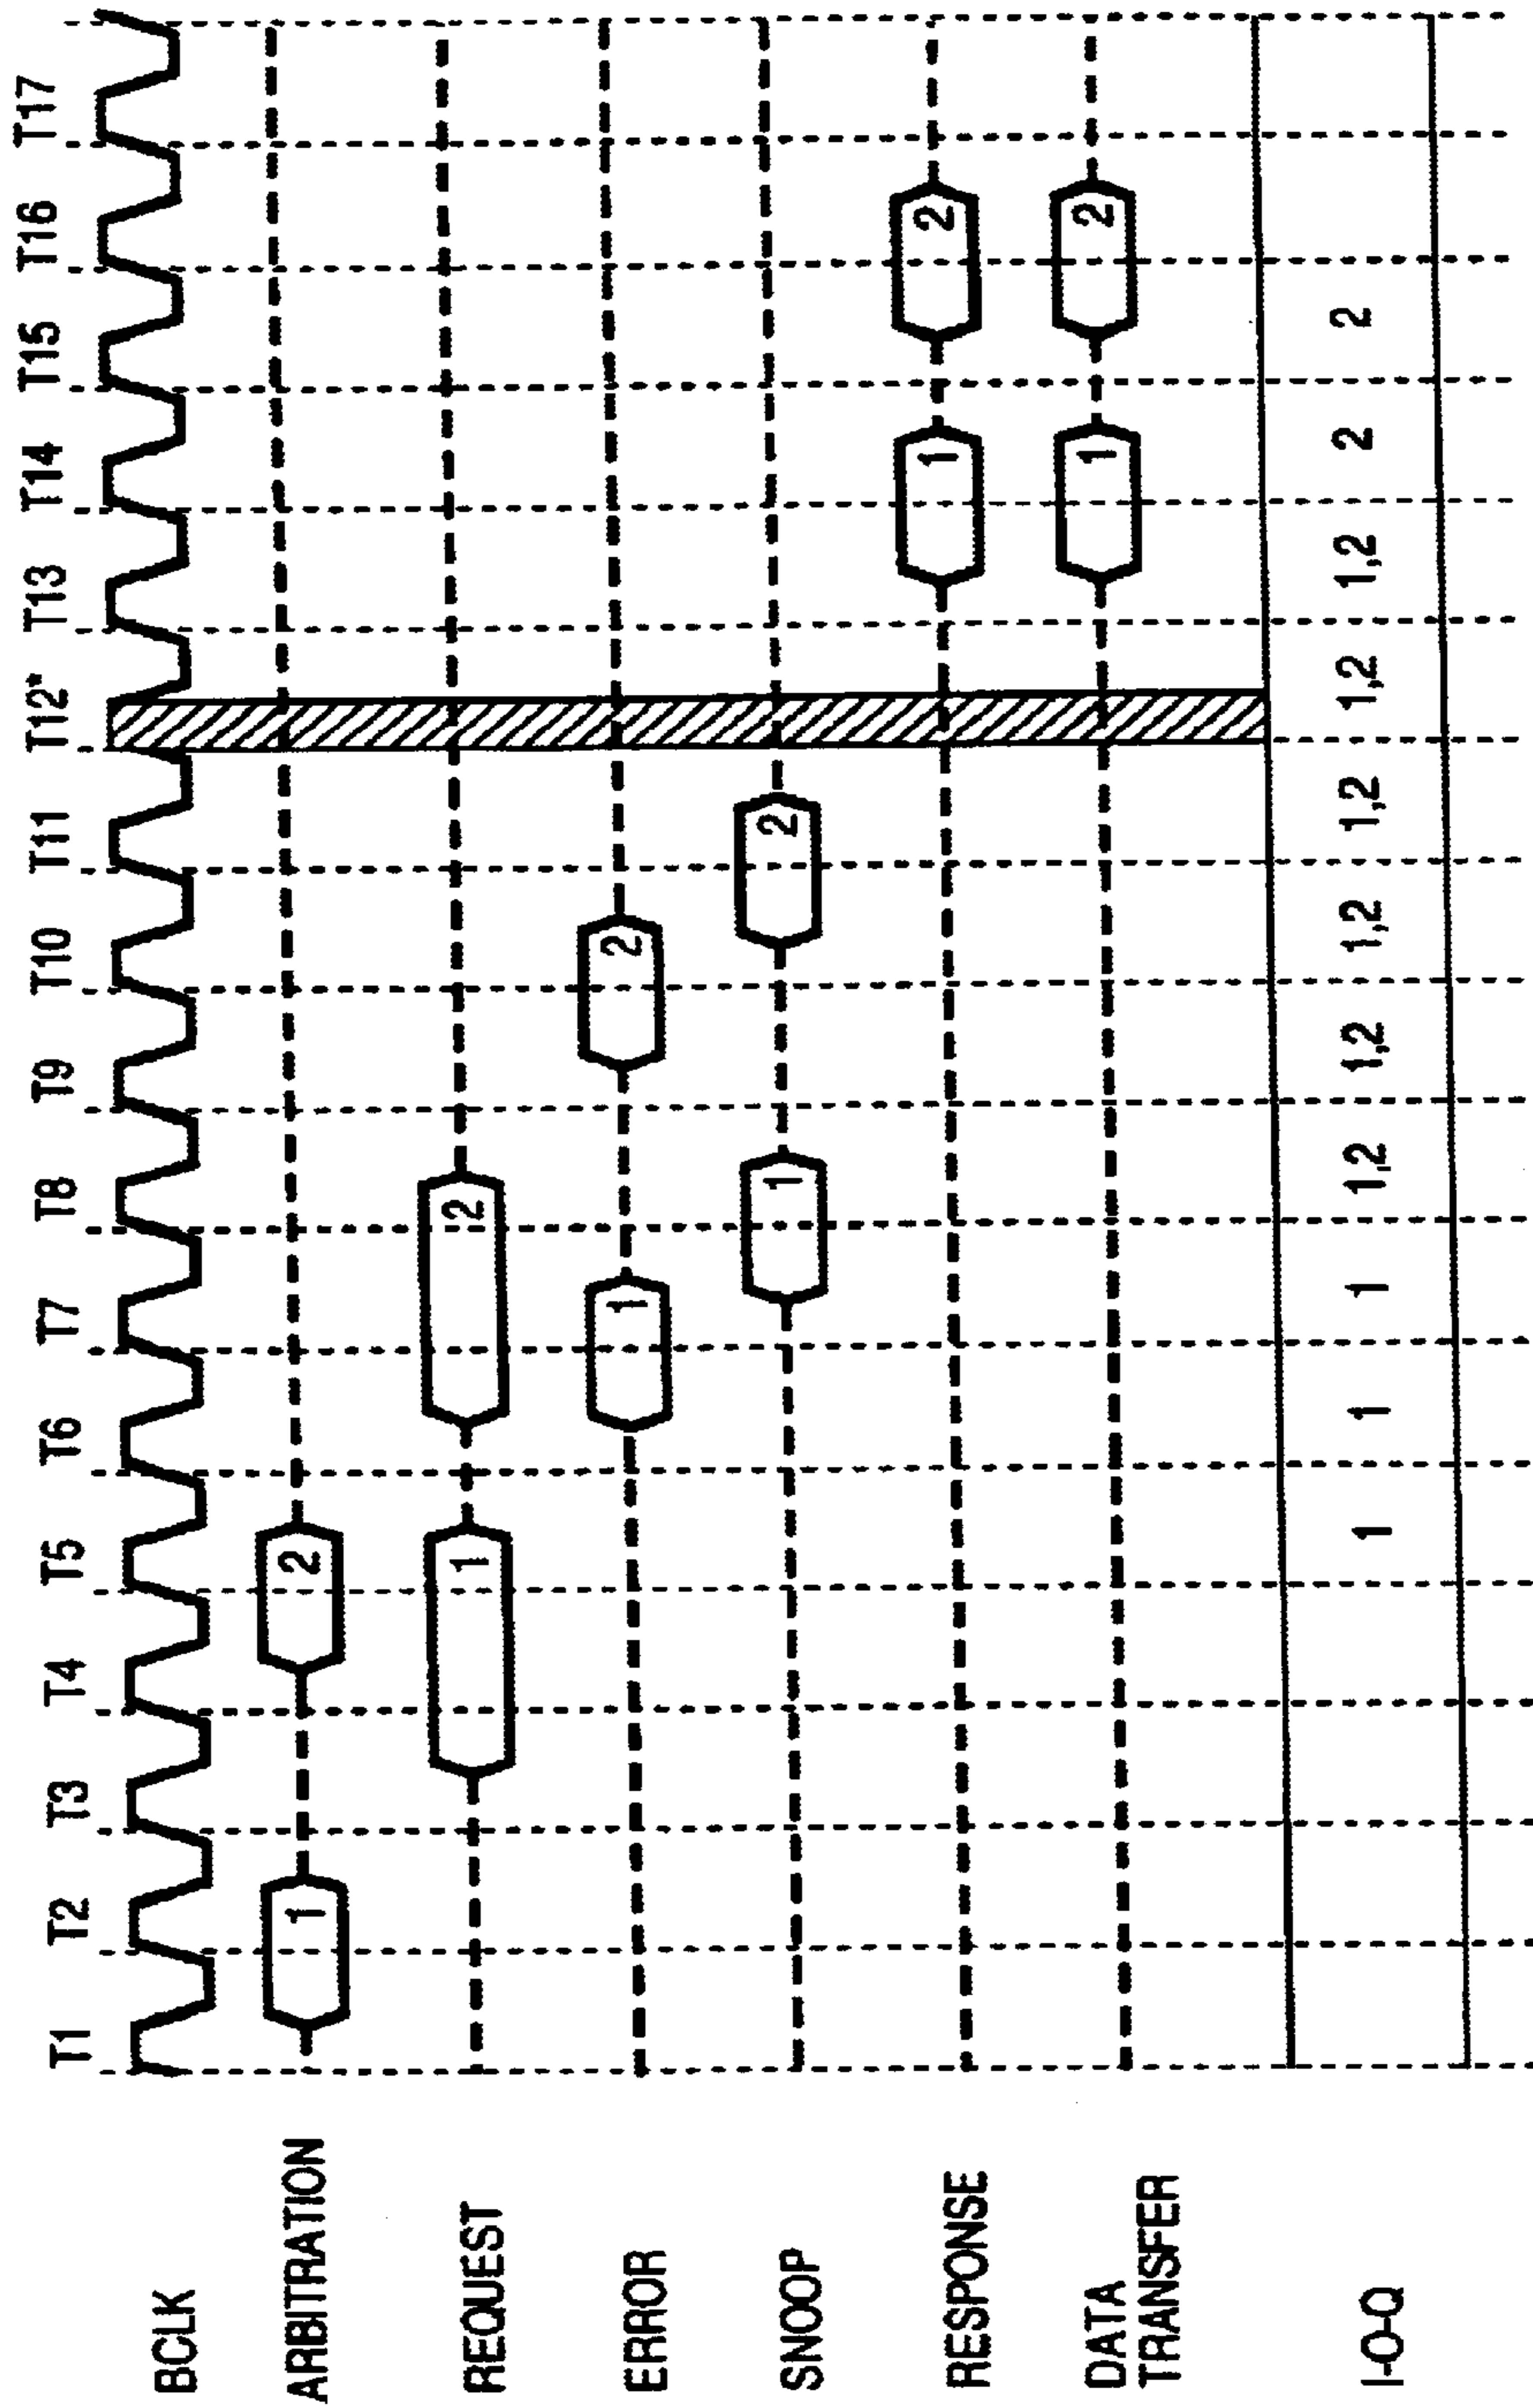 T1 T2 T3 T4 T5 T6 T7 T8 T9 T10 T11 T12* T13 T14 T15 T16 T17
BCLK
ARBITRATION 1 2
REQUEST 1 2
ERROR 1 2
SNOOP 1 2
RESPONSE 1 2
DATA
TRANSFER 1 2
I-O-Q 1 1 1 1,2 1,2 1,2 1,2 1,2 1,2 2 2